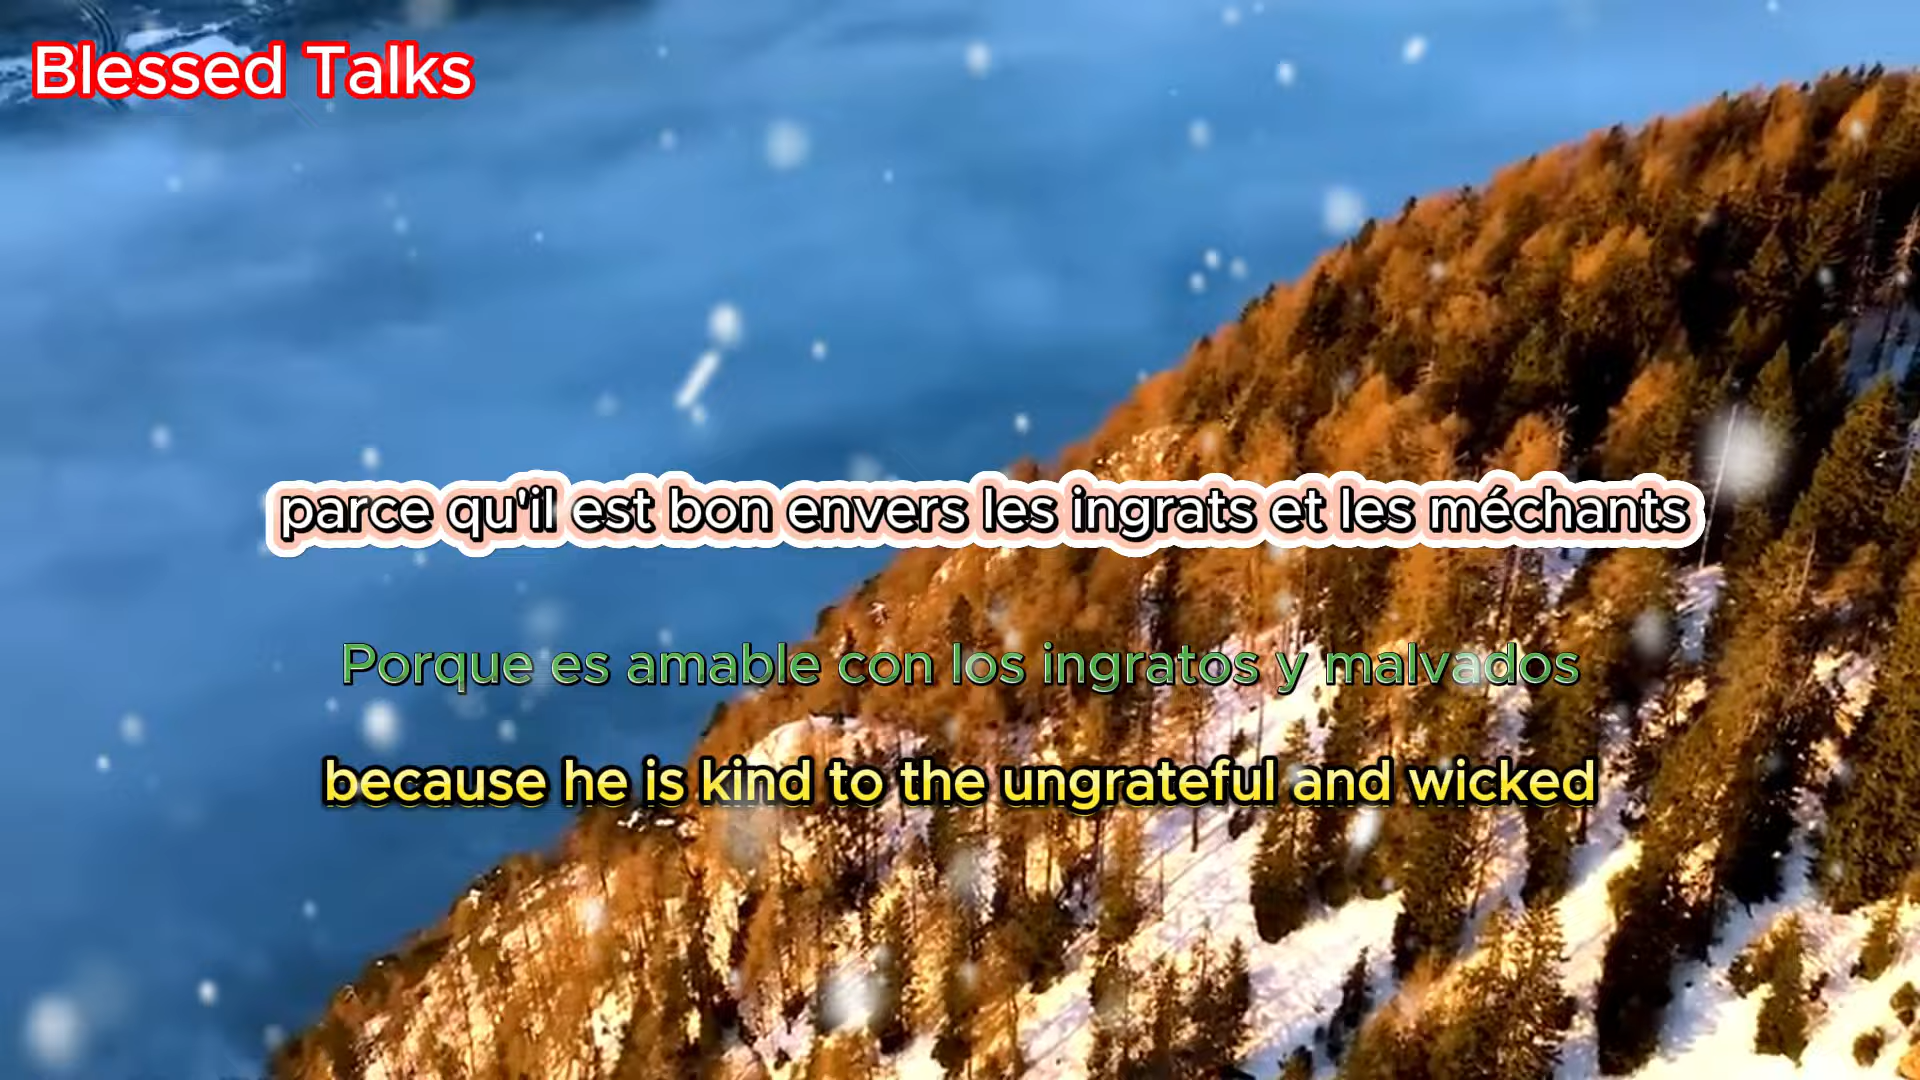 Blessed Talks
parce qu'il est bon envers les ingrats et les méchants
Porque es amable con los ingratos y malvados
because he is kind to the ungrateful and wicked